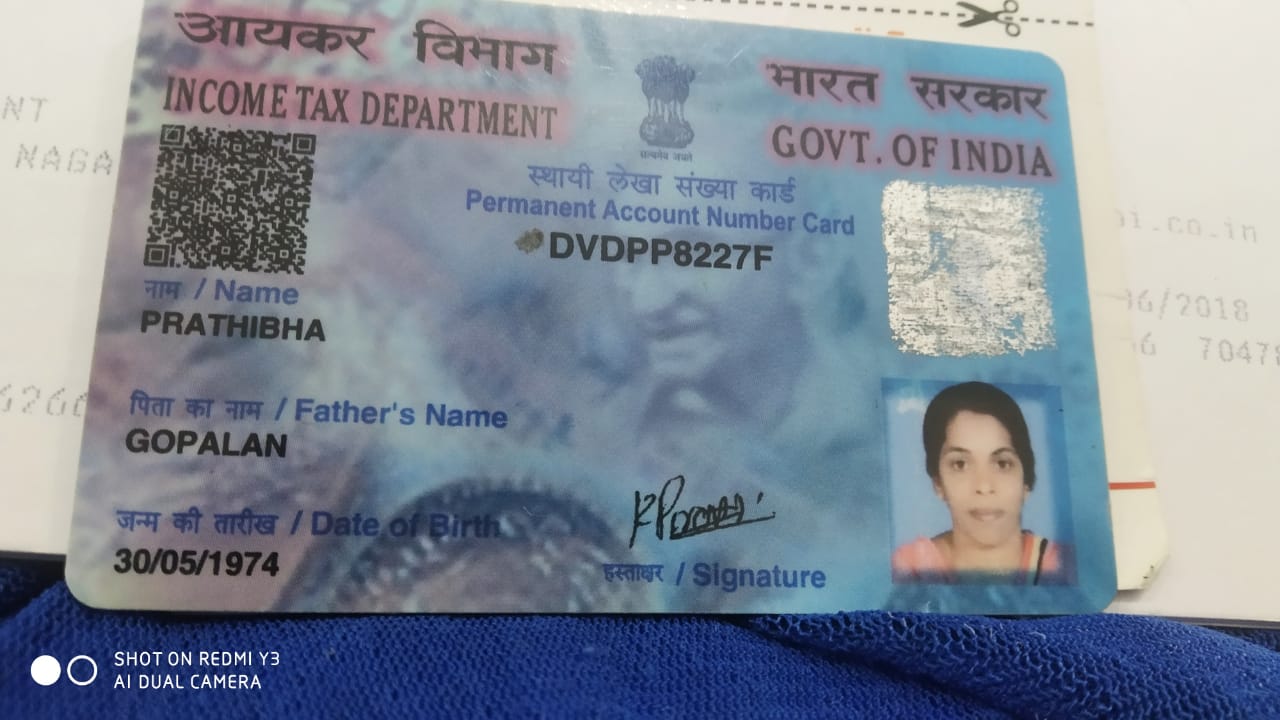 आयकर विभाग
INCOME TAX DEPARTMENT
भारत सरकार
GOVT. OF INDIA
सत्यमेव जयते
स्थायी लेखा संख्या कार्ड
Permanent Account Number Card
DVDPP8227F
नाम / Name
PRATHIBHA
पिता का नाम / Father's Name
GOPALAN
जन्म की तारीख / Date of Birth
30/05/1974
हस्ताक्षर / Signature
NT
NAGA
.co.in
6/2018
6 7047
SHOT ON REDMI Y3
AI DUAL CAMERA